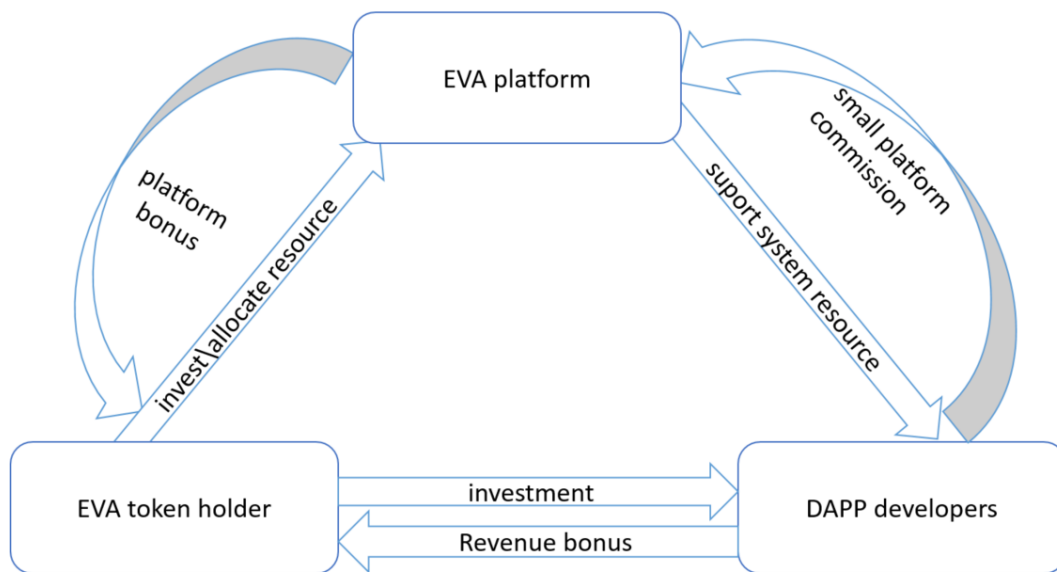 EVA platform
platform
bonus
invest\allocate resource
suport system resource
small platform
commission
EVA token holder
investment
Revenue bonus
DAPP developers